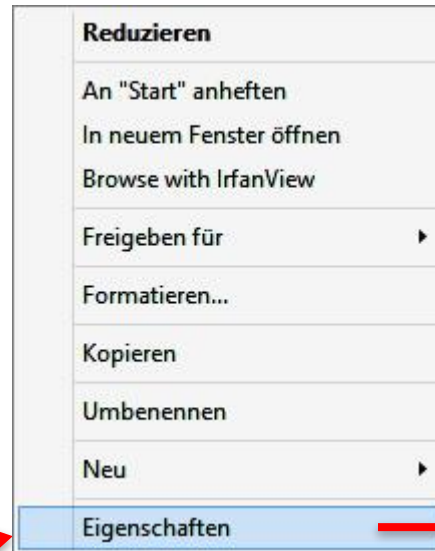 Reduzieren
An "Start" anheften
In neuem Fenster öffnen
Browse with IrfanView
Freigeben für
Formatieren...
Kopieren
Umbenennen
Neu
Eigenschaften